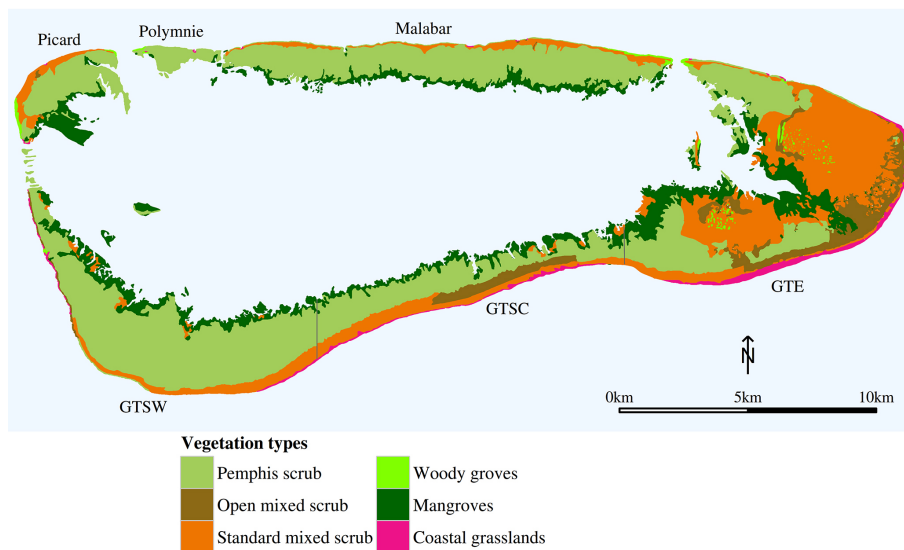 Picard
Polymnie
Malabar
GTSW
GTSC
GTE
N
0km
5km
10km
Vegetation types
Pemphis scrub
Open mixed scrub
Standard mixed scrub
Woody groves
Mangroves
Coastal grasslands